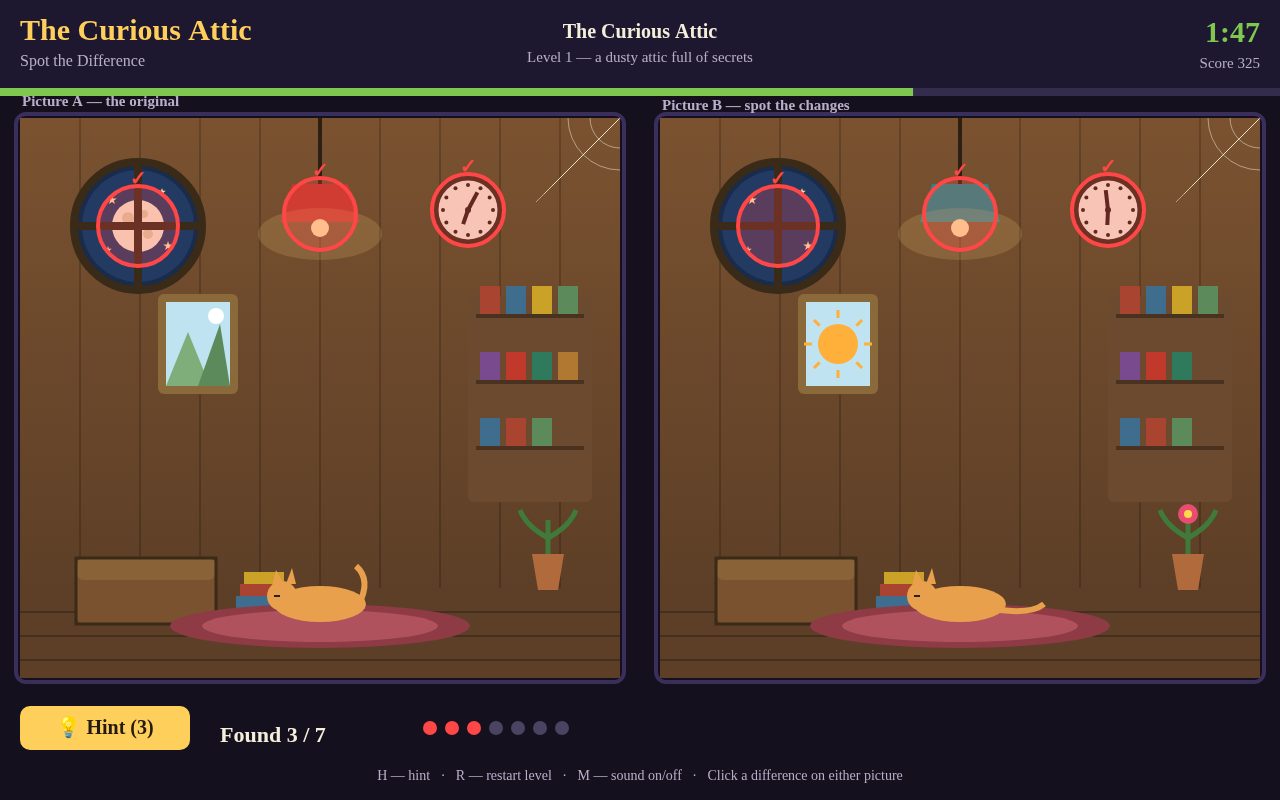 The Curious Attic
Spot the Difference
The Curious Attic
Level 1 — a dusty attic full of secrets
1:47
Score 325
Picture A — the original
Picture B — spot the changes
💡 Hint (3)
Found 3 / 7
H — hint · R — restart level · M — sound on/off · Click a difference on either picture